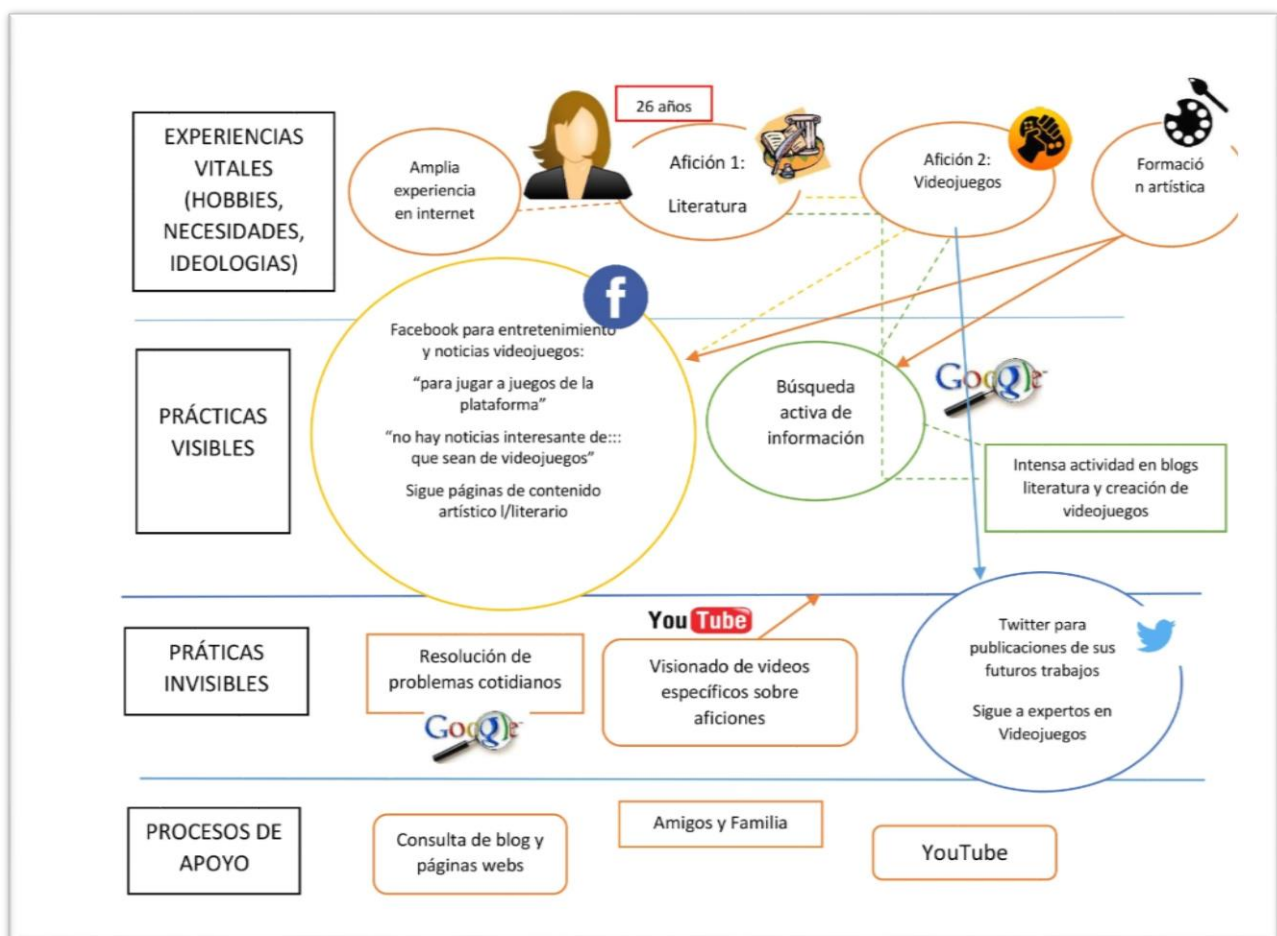 EXPERIENCIAS
VITALES
(HOBBIES,
NECESIDADES,
IDEOLOGIAS)
Amplia
experiencia
en internet
26 años
Afición 1:
Literatura
Afición 2:
Videojuegos
Formació
n artística
PRÁCTICAS
VISIBLES
f
Facebook para entretenimiento
y noticias videojuegos:
“para jugar a juegos de la
plataforma”
“no hay noticias interesante de:::
que sean de videojuegos”
Sigue páginas de contenido
artístico l/literario
Búsqueda
activa de
información
Google
Intensa actividad en blogs
literatura y creación de
videojuegos
PRÁTICAS
INVISIBLES
Resolución de
problemas cotidianos
Google
YouTube
Visionado de videos
específicos sobre
aficiones
Twitter para
publicaciones de sus
futuros trabajos
Sigue a expertos en
Videojuegos
PROCESOS DE
APOYO
Consulta de blog y
páginas webs
Amigos y Familia
YouTube